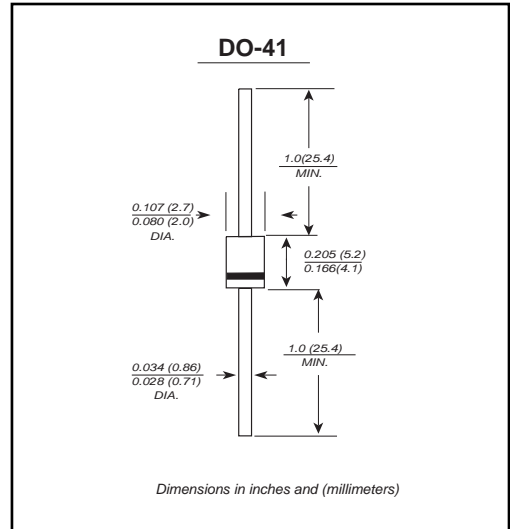 DO-41
1.0(25.4)
MIN.
0.107 (2.7)
0.080 (2.0)
DIA.
0.205 (5.2)
0.166(4.1)
1.0 (25.4)
MIN.
0.034 (0.86)
0.028 (0.71)
DIA.
Dimensions in inches and (millimeters)